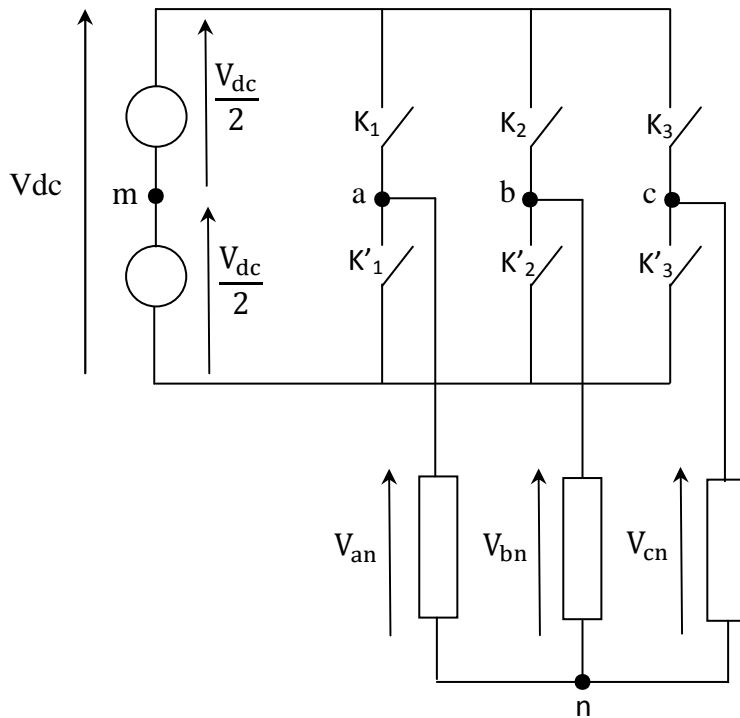 V_dc/2
K₁
K₂
K₃
Vdc
m
a
b
c
V_dc/2
K'₁
K'₂
K'₃
V_an
V_bn
V_cn
n